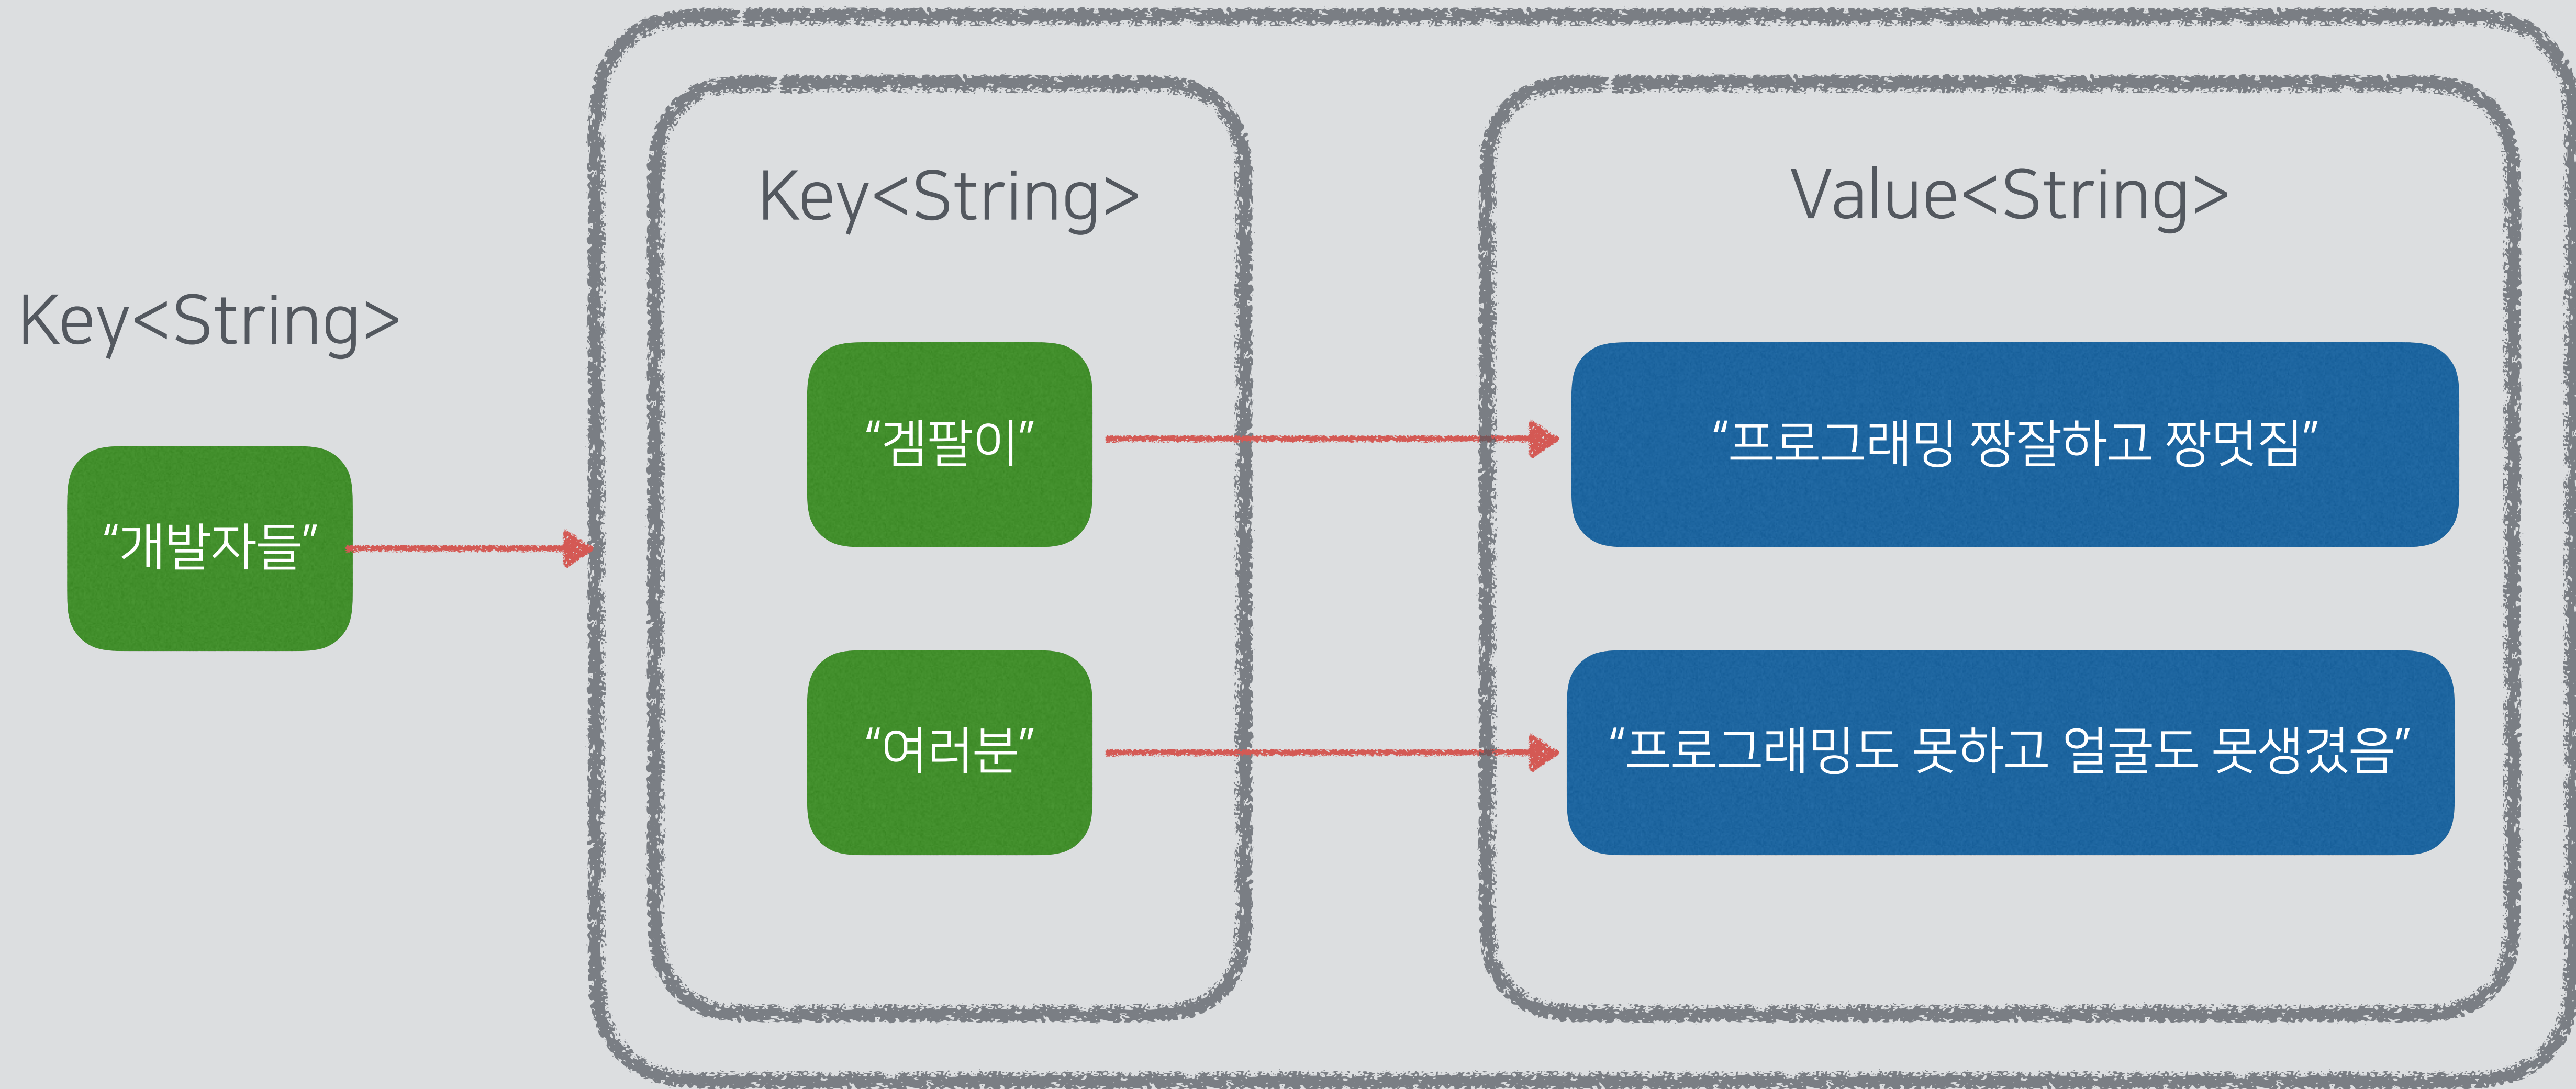 Key<String>
“개발자들”
Key<String>
Value<String>
“겜팔이”
“프로그래밍 짱잘하고 짱멋짐”
“여러분”
“프로그래밍도 못하고 얼굴도 못생겼음”